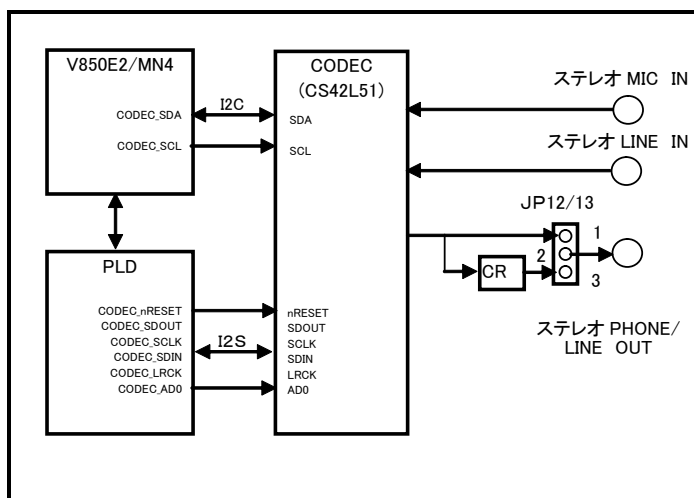 V850E2/MN4
CODEC_SDA
CODEC_SCL
I2C
CODEC
(CS42L51)
SDA
SCL
ステレオ MIC IN
ステレオ LINE IN
JP12/13
1
2
3
CR
ステレオ PHONE/
LINE OUT
PLD
CODEC_nRESET
CODEC_SDOUT
CODEC_SCLK
CODEC_SDIN
CODEC_LRCK
CODEC_AD0
I2S
nRESET
SDOUT
SCLK
SDIN
LRCK
AD0